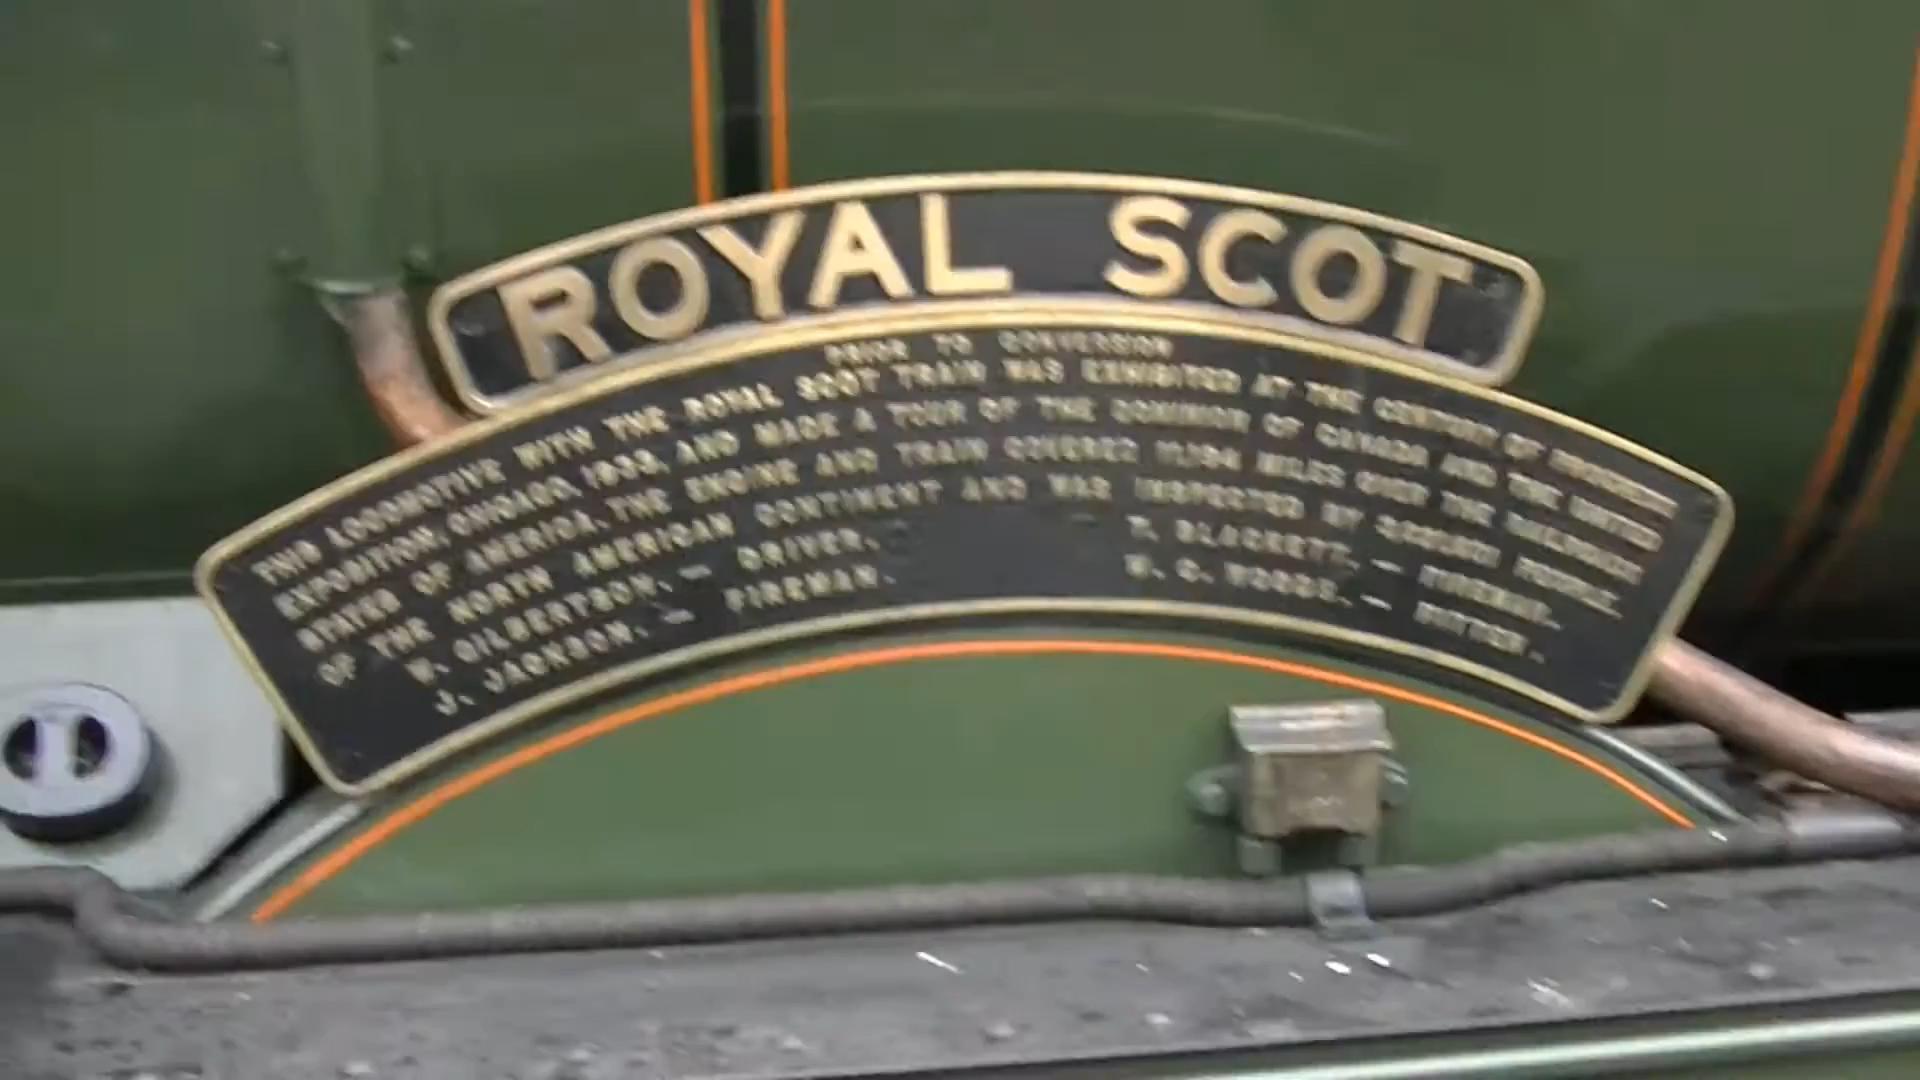 ROYAL SCOT
PRIOR TO CONVERSION
THIS LOCOMOTIVE WITH THE ROYAL SCOT TRAIN WAS EXHIBITED AT THE CENTURY OF PROGRESS
EXPOSITION, CHICAGO, 1933, AND MADE A TOUR OF THE DOMINION OF CANADA AND THE UNITED
STATES OF AMERICA. THE ENGINE AND TRAIN COVERED 11,194 MILES OVER THE RAILROADS
OF THE NORTH AMERICAN CONTINENT AND WAS INSPECTED BY PEOPLE.
W. GILBERTSON. — DRIVER. T. BLACKETT. — FIREMAN.
J. JACKSON. — FIREMAN. W. C. WOODS. — FITTER.